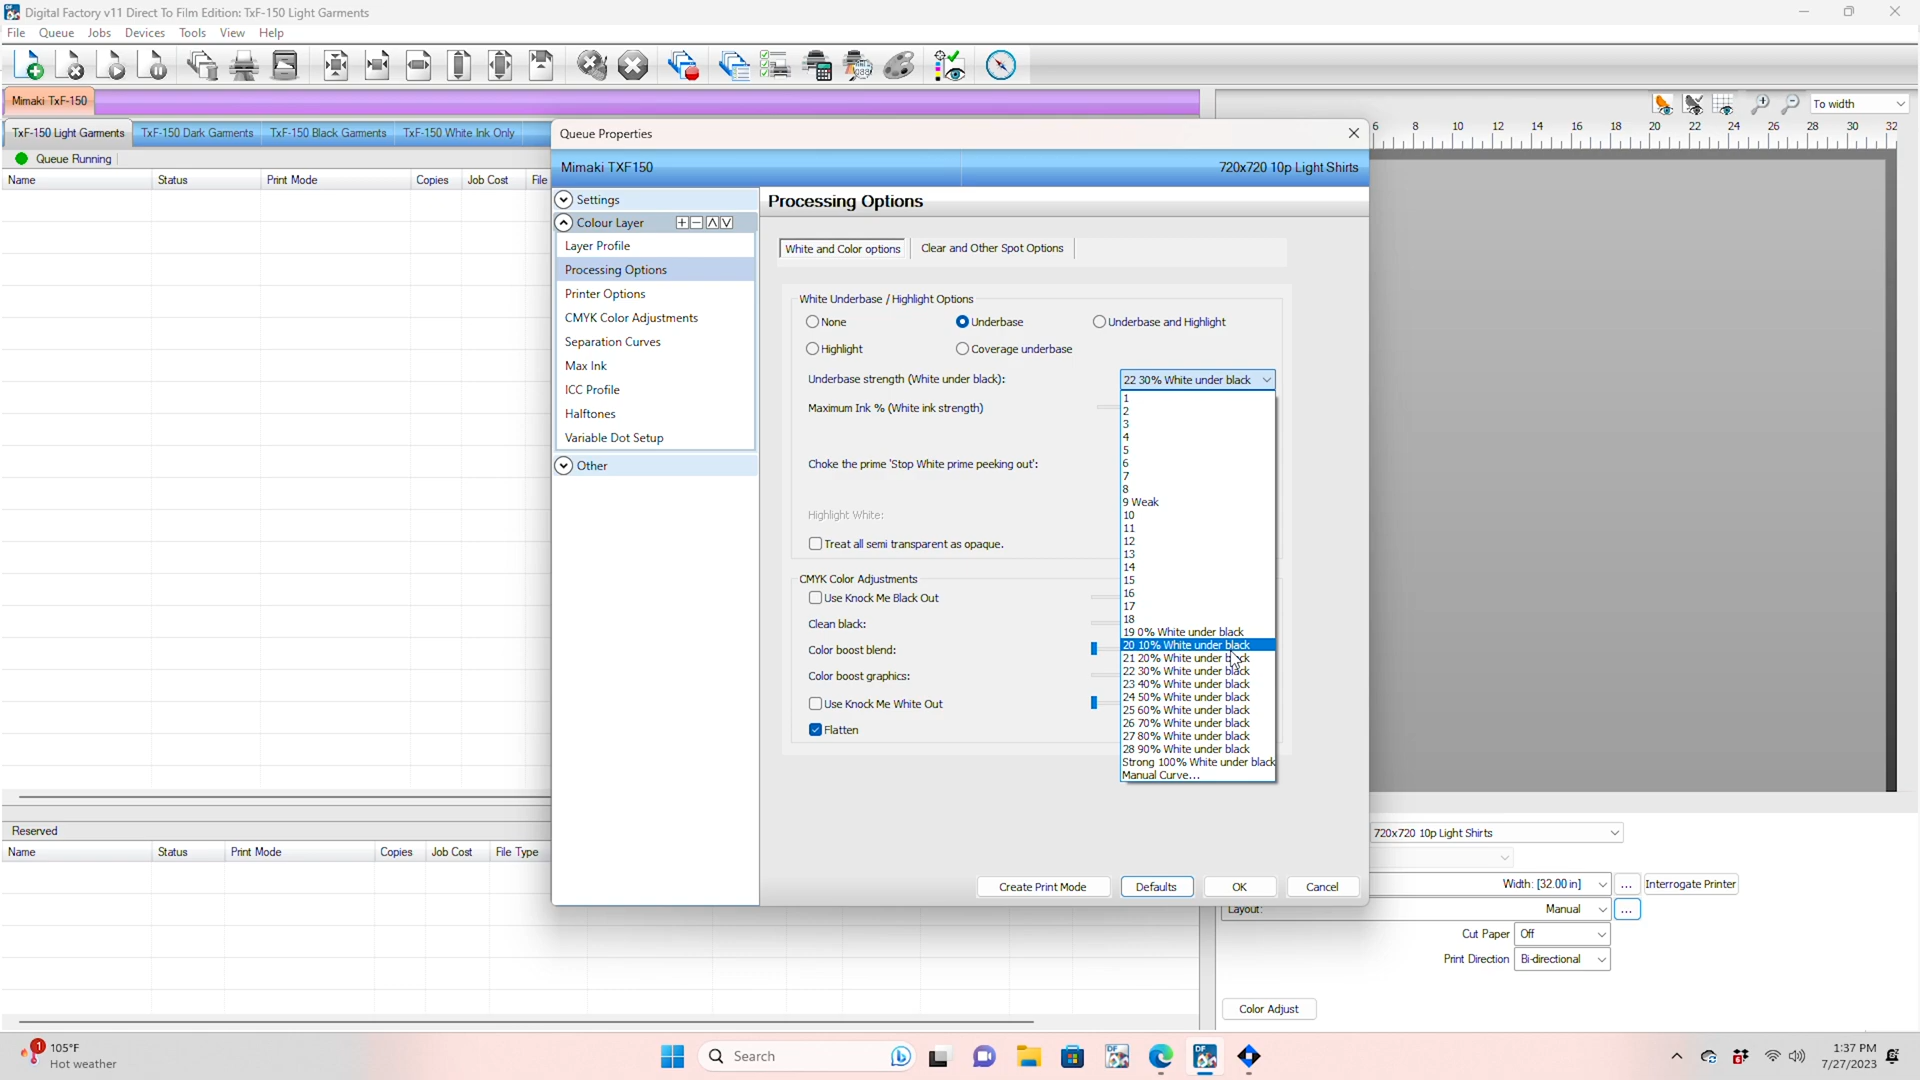 Digital Factory v11 Direct To Film Edition: TxF-150 Light Garments
File Queue Jobs Devices Tools View Help
Mimaki TxF-150
To width
TxF-150 Light Garments TxF-150 Dark Garments TxF-150 Black Garments TxF-150 White Ink Only
6 8 10 12 14 16 18 20 22 24 26 28 30 32
Queue Running
Name Status Print Mode Copies Job Cost File
Queue Properties
Mimaki TXF150 720x720 10p Light Shirts
Settings
Colour Layer
Layer Profile
Processing Options
Printer Options
CMYK Color Adjustments
Separation Curves
Max Ink
ICC Profile
Halftones
Variable Dot Setup
Other
Processing Options
White and Color options Clear and Other Spot Options
White Underbase / Highlight Options
None Underbase Underbase and Highlight
Highlight Coverage underbase
Underbase strength (White under black): 22 30% White under black
Maximum Ink % (White ink strength)
Choke the prime 'Stop White prime peeking out':
Highlight White:
Treat all semi transparent as opaque.
CMYK Color Adjustments
Use Knock Me Black Out
Clean black:
Color boost blend:
Color boost graphics:
Use Knock Me White Out
Flatten
1
2
3
4
5
6
7
8
9 Weak
10
11
12
13
14
15
16
17
18
19 0% White under black
20 10% White under black
21 20% White under black
22 30% White under black
23 40% White under black
24 50% White under black
25 60% White under black
26 70% White under black
27 80% White under black
28 90% White under black
Strong 100% White under black
Manual Curve...
Create Print Mode Defaults OK Cancel
Reserved
Name Status Print Mode Copies Job Cost File Type
720x720 10p Light Shirts
Width: [32.00 in] ... Interrogate Printer
Layout: Manual ...
Cut Paper Off
Print Direction Bi-directional
Color Adjust
1 105°F
Hot weather
Search
DF
DF
6
1:37 PM
7/27/2023